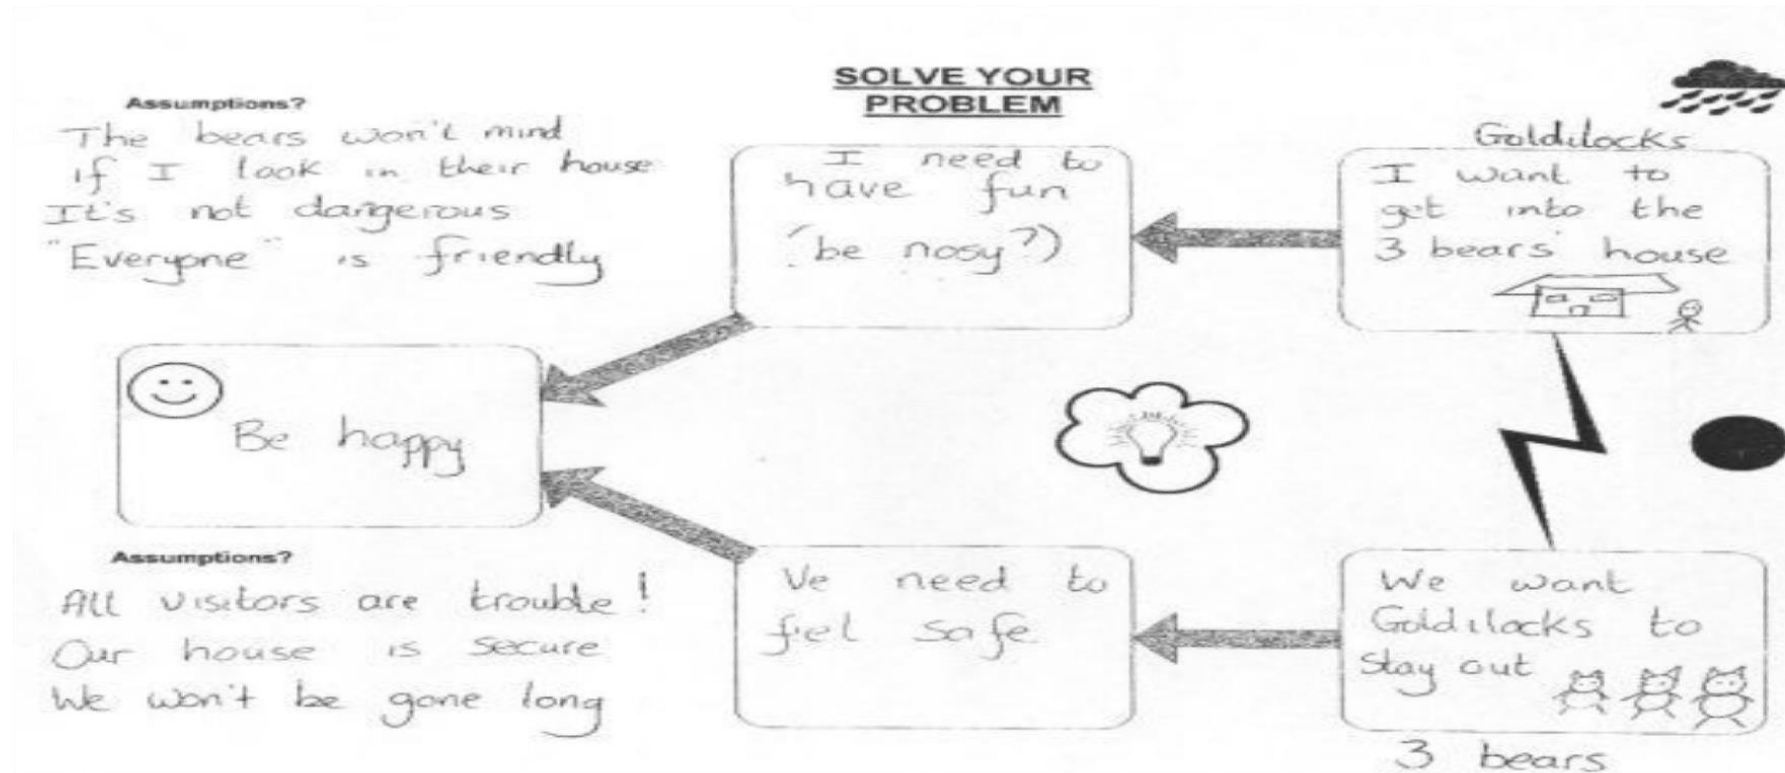 SOLVE YOUR
PROBLEM
Assumptions?
The bears won't mind
if I look in their house
It's not dangerous
"Everyone" is friendly
I need to
have fun
(be nosy?)
Goldilocks
I want to
get into the
3 bears' house
Be happy
Assumptions?
All visitors are trouble!
Our house is secure
We won't be gone long
We need to
feel safe
We want
Goldilocks to
stay out
3 bears